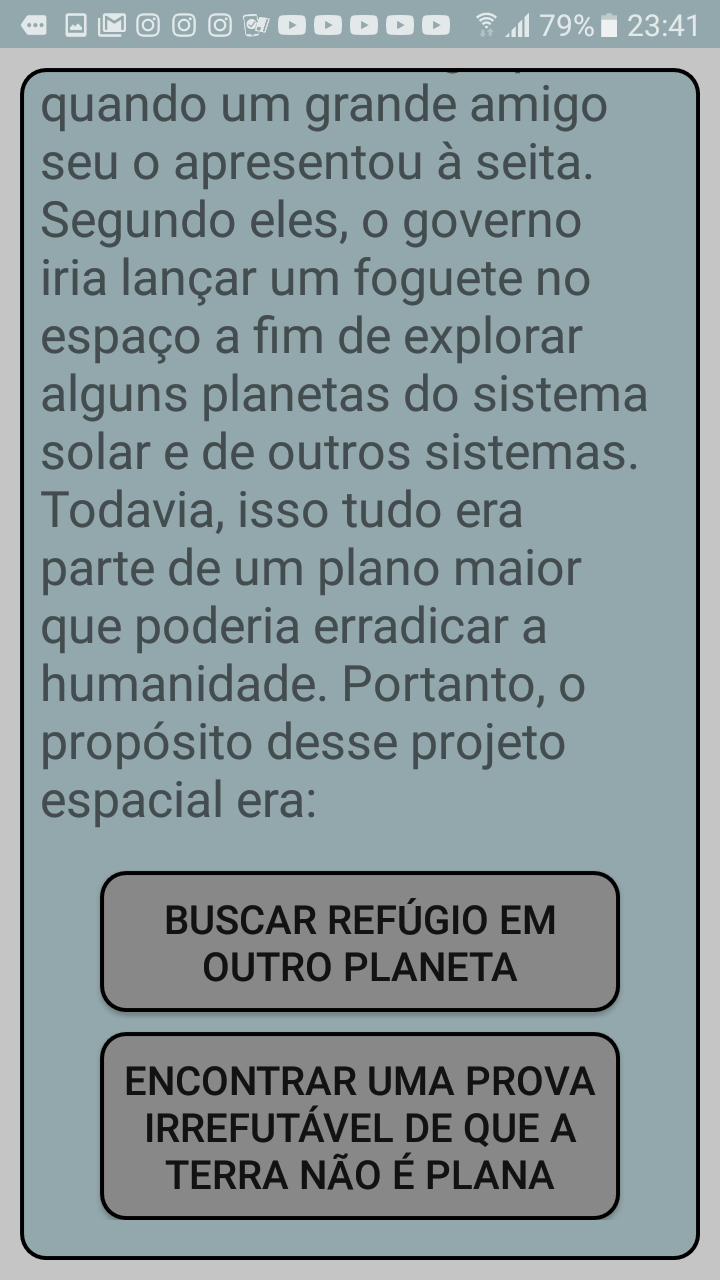 79% 23:41
quando um grande amigo
seu o apresentou à seita.
Segundo eles, o governo
iria lançar um foguete no
espaço a fim de explorar
alguns planetas do sistema
solar e de outros sistemas.
Todavia, isso tudo era
parte de um plano maior
que poderia erradicar a
humanidade. Portanto, o
propósito desse projeto
espacial era:
BUSCAR REFÚGIO EM
OUTRO PLANETA
ENCONTRAR UMA PROVA
IRREFUTÁVEL DE QUE A
TERRA NÃO É PLANA